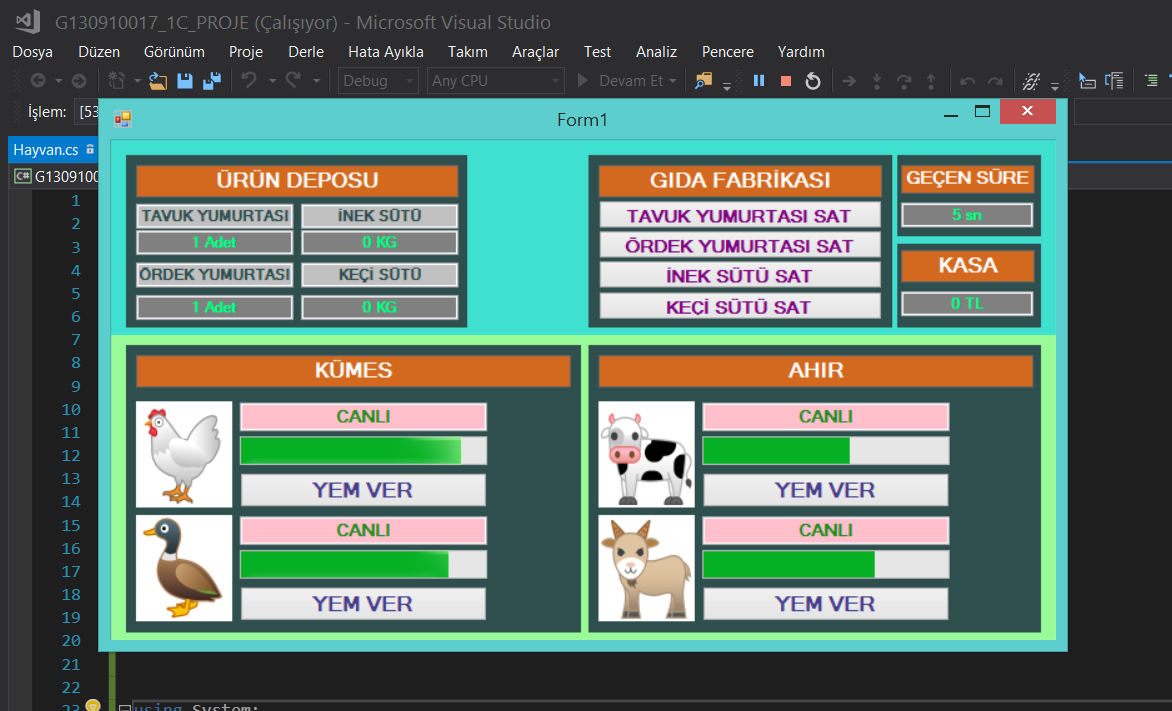 G130910017_1C_PROJE (Çalışıyor) - Microsoft Visual Studio
Dosya Düzen Görünüm Proje Derle Hata Ayıkla Takım Araçlar Test Analiz Pencere Yardım
Debug Any CPU Devam Et
İşlem: [53
Form1
Hayvan.cs
C# G1309100
ÜRÜN DEPOSU
TAVUK YUMURTASI İNEK SÜTÜ
1 Adet 0 KG
ÖRDEK YUMURTASI KEÇİ SÜTÜ
1 Adet 0 KG
GIDA FABRİKASI
TAVUK YUMURTASI SAT
ÖRDEK YUMURTASI SAT
İNEK SÜTÜ SAT
KEÇİ SÜTÜ SAT
GEÇEN SÜRE
5 sn
KASA
0 TL
KÜMES
CANLI
YEM VER
CANLI
YEM VER
AHIR
CANLI
YEM VER
CANLI
YEM VER
1
2
3
4
5
6
7
8
9
10
11
12
13
14
15
16
17
18
19
20
21
22
23 using System;